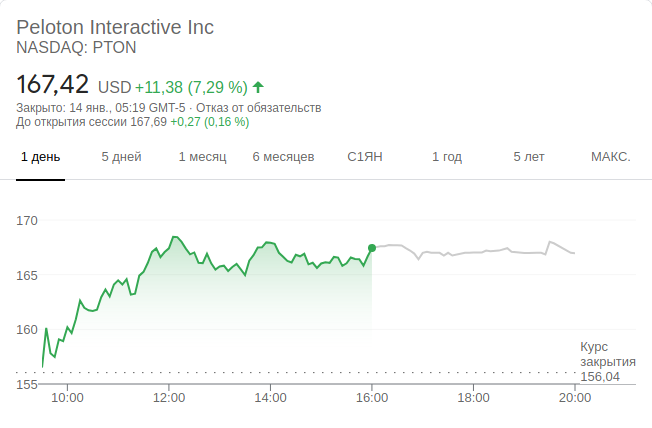 Peloton Interactive Inc
NASDAQ: PTON
167,42 USD +11,38 (7,29 %)
Закрыто: 14 янв., 05:19 GMT-5 · Отказ от обязательств
До открытия сессии 167,69 +0,27 (0,16 %)
1 день 5 дней 1 месяц 6 месяцев С1ЯН 1 год 5 лет МАКС.
170
165
160
155
Курс
закрытия
156,04
10:00 12:00 14:00 16:00 18:00 20:00